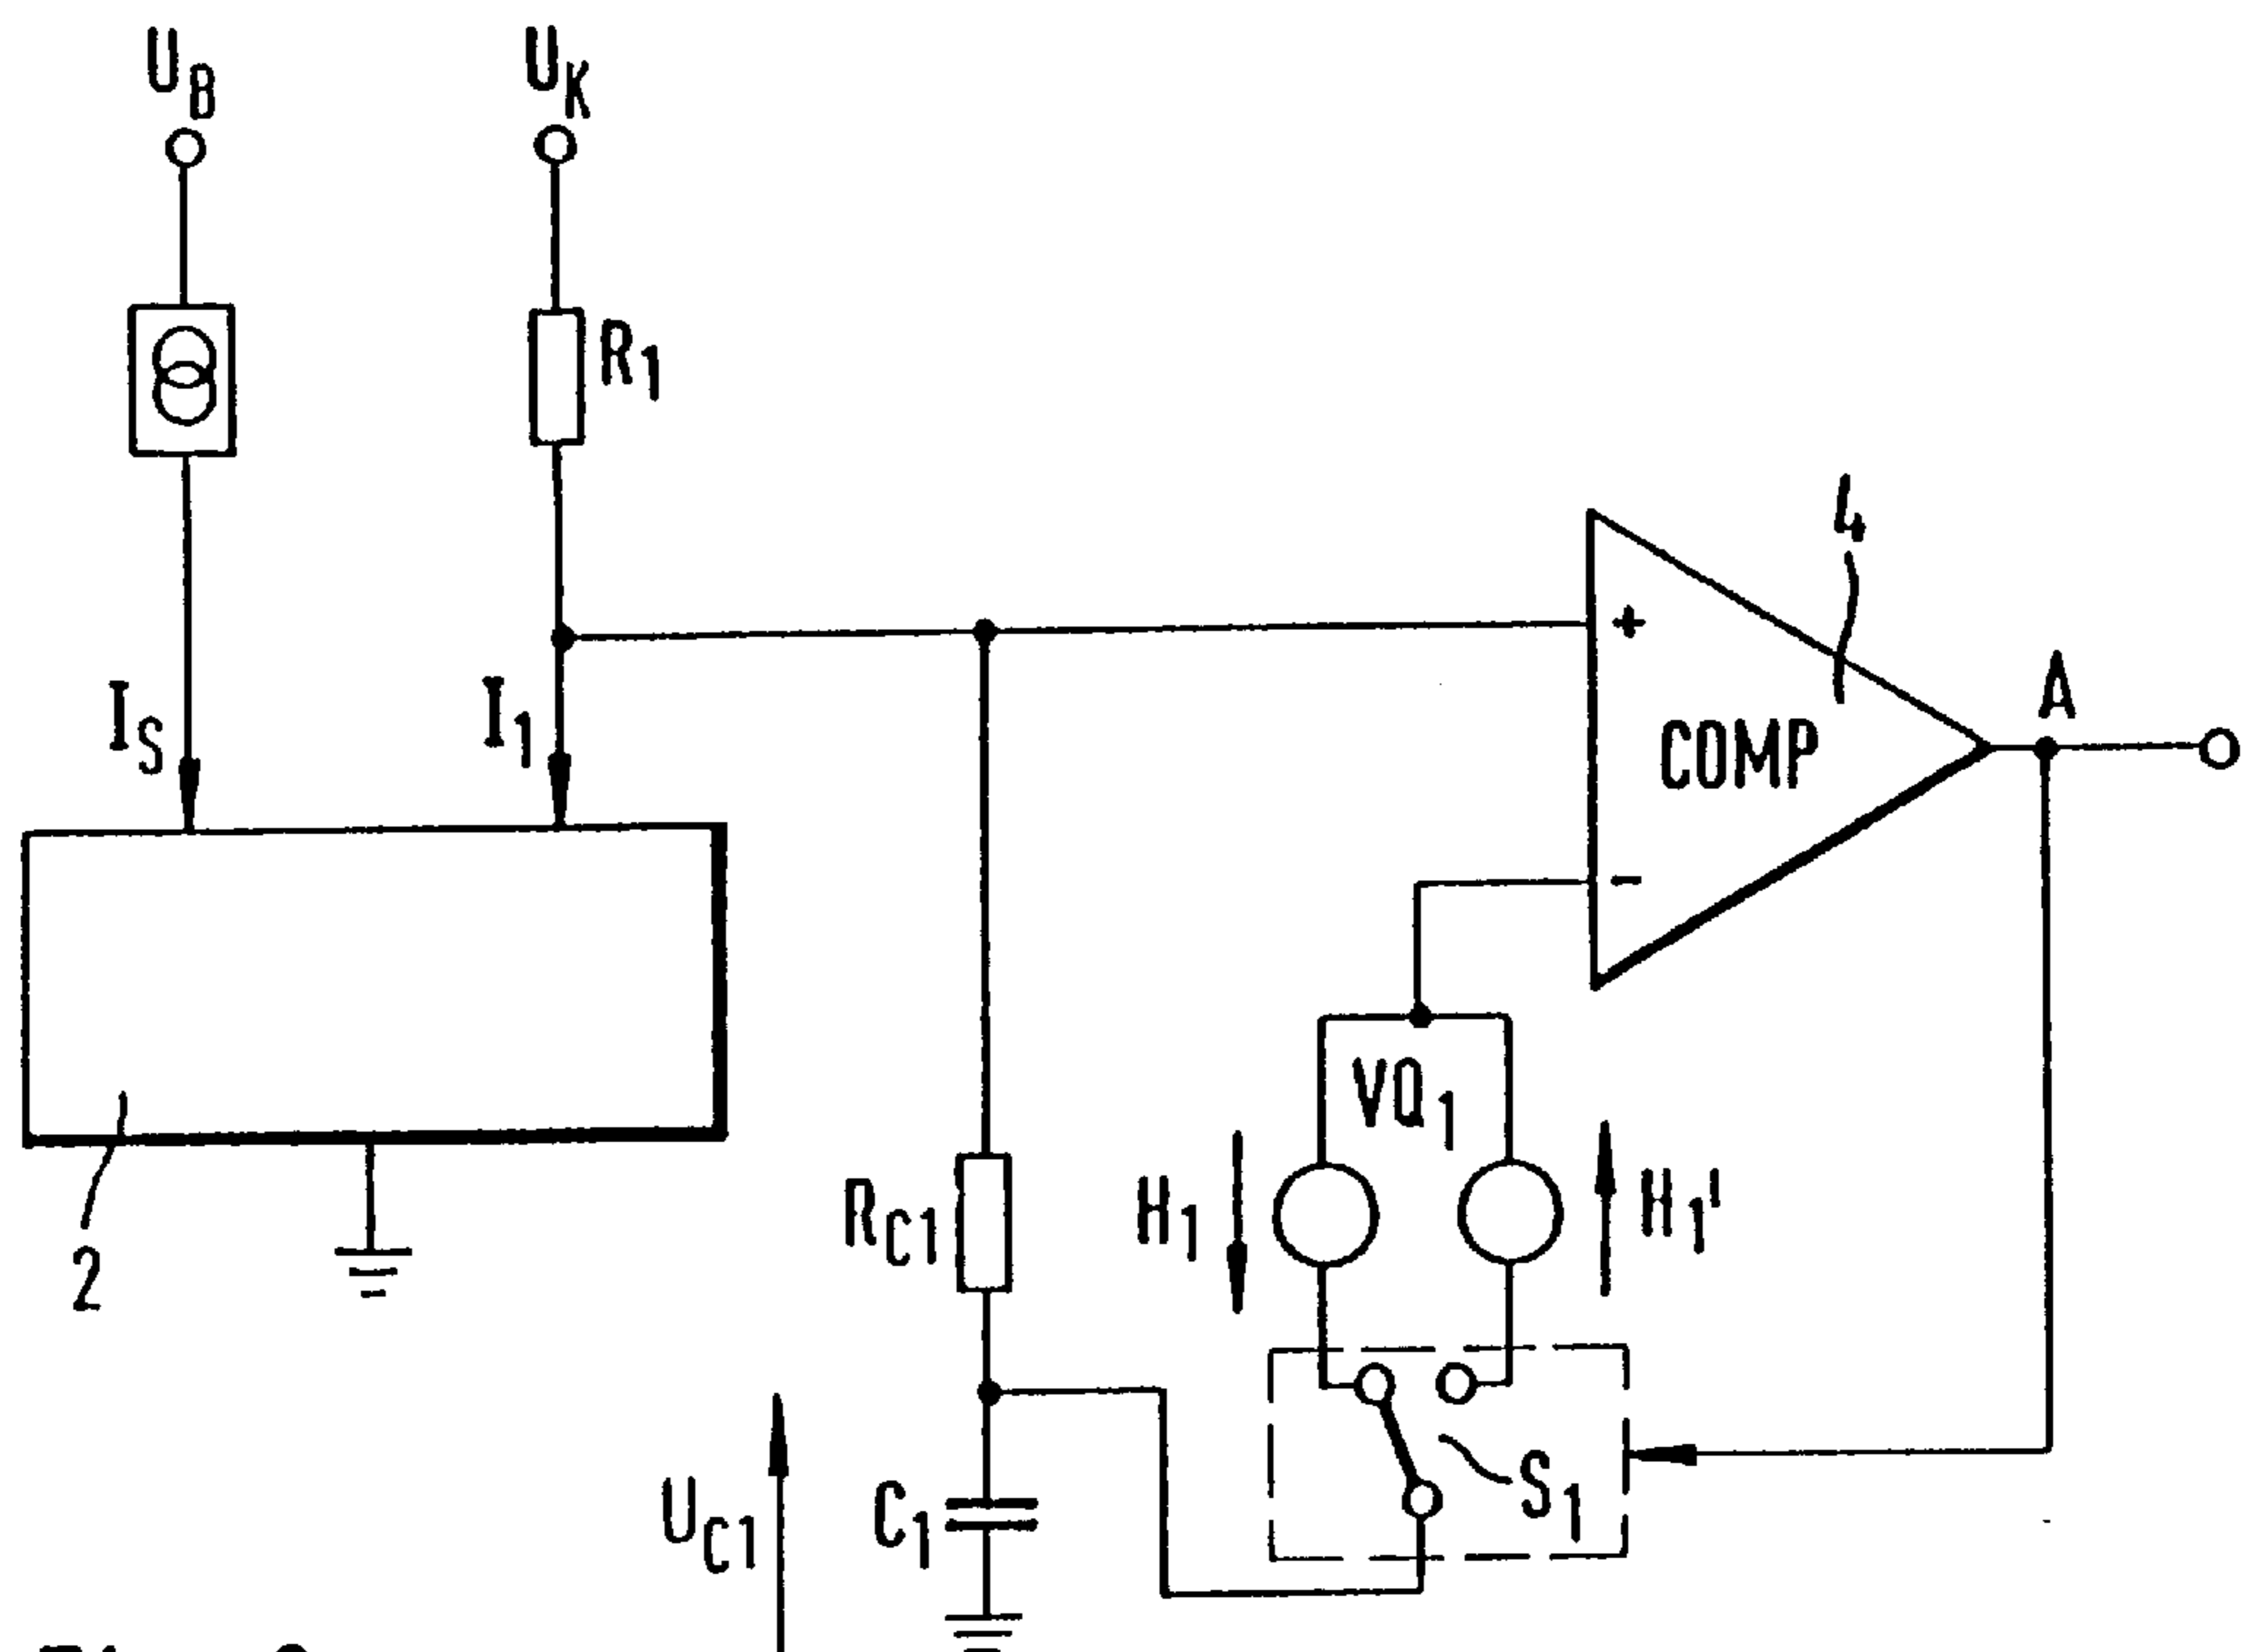 U_B
U_K
R_1
4
+
I_S
I_1
A
COMP
-
VQ_1
R_C1
H_1
H_1'
2
U_C1
C_1
S_1